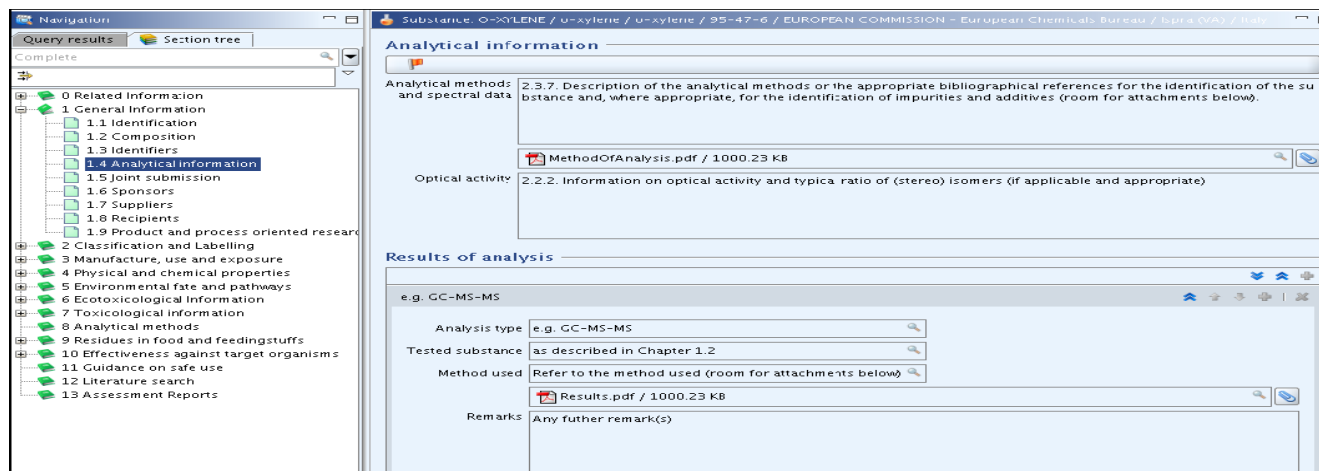 Navigation
Query results
Section tree
Complete
0 Related Information
1 General Information
1.1 Identification
1.2 Composition
1.3 Identifiers
1.4 Analytical information
1.5 Joint submission
1.6 Sponsors
1.7 Suppliers
1.8 Recipients
1.9 Product and process oriented researc
2 Classification and Labelling
3 Manufacture, use and exposure
4 Physical and chemical properties
5 Environmental fate and pathways
6 Ecotoxicological Information
7 Toxicological information
8 Analytical methods
9 Residues in food and feedingstuffs
10 Effectiveness against target organisms
11 Guidance on safe use
12 Literature search
13 Assessment Reports
Substance: O-XYLENE / o-xylene / o-xylene / 95-47-6 / EUROPEAN COMMISSION - European Chemicals Bureau / Ispra (VA) / Italy
Analytical information
Analytical methods and spectral data
2.3.7. Description of the analytical methods or the appropriate bibliographical references for the identification of the su
bstance and, where appropriate, for the identification of impurities and additives (room for attachments below).
MethodOfAnalysis.pdf / 1000.23 KB
Optical activity
2.2.2. Information on optical activity and typical ratio of (stereo) isomers (if applicable and appropriate)
Results of analysis
e.g. GC-MS-MS
Analysis type e.g. GC-MS-MS
Tested substance as described in Chapter 1.2
Method used Refer to the method used (room for attachments below)
Results.pdf / 1000.23 KB
Remarks Any futher remark(s)